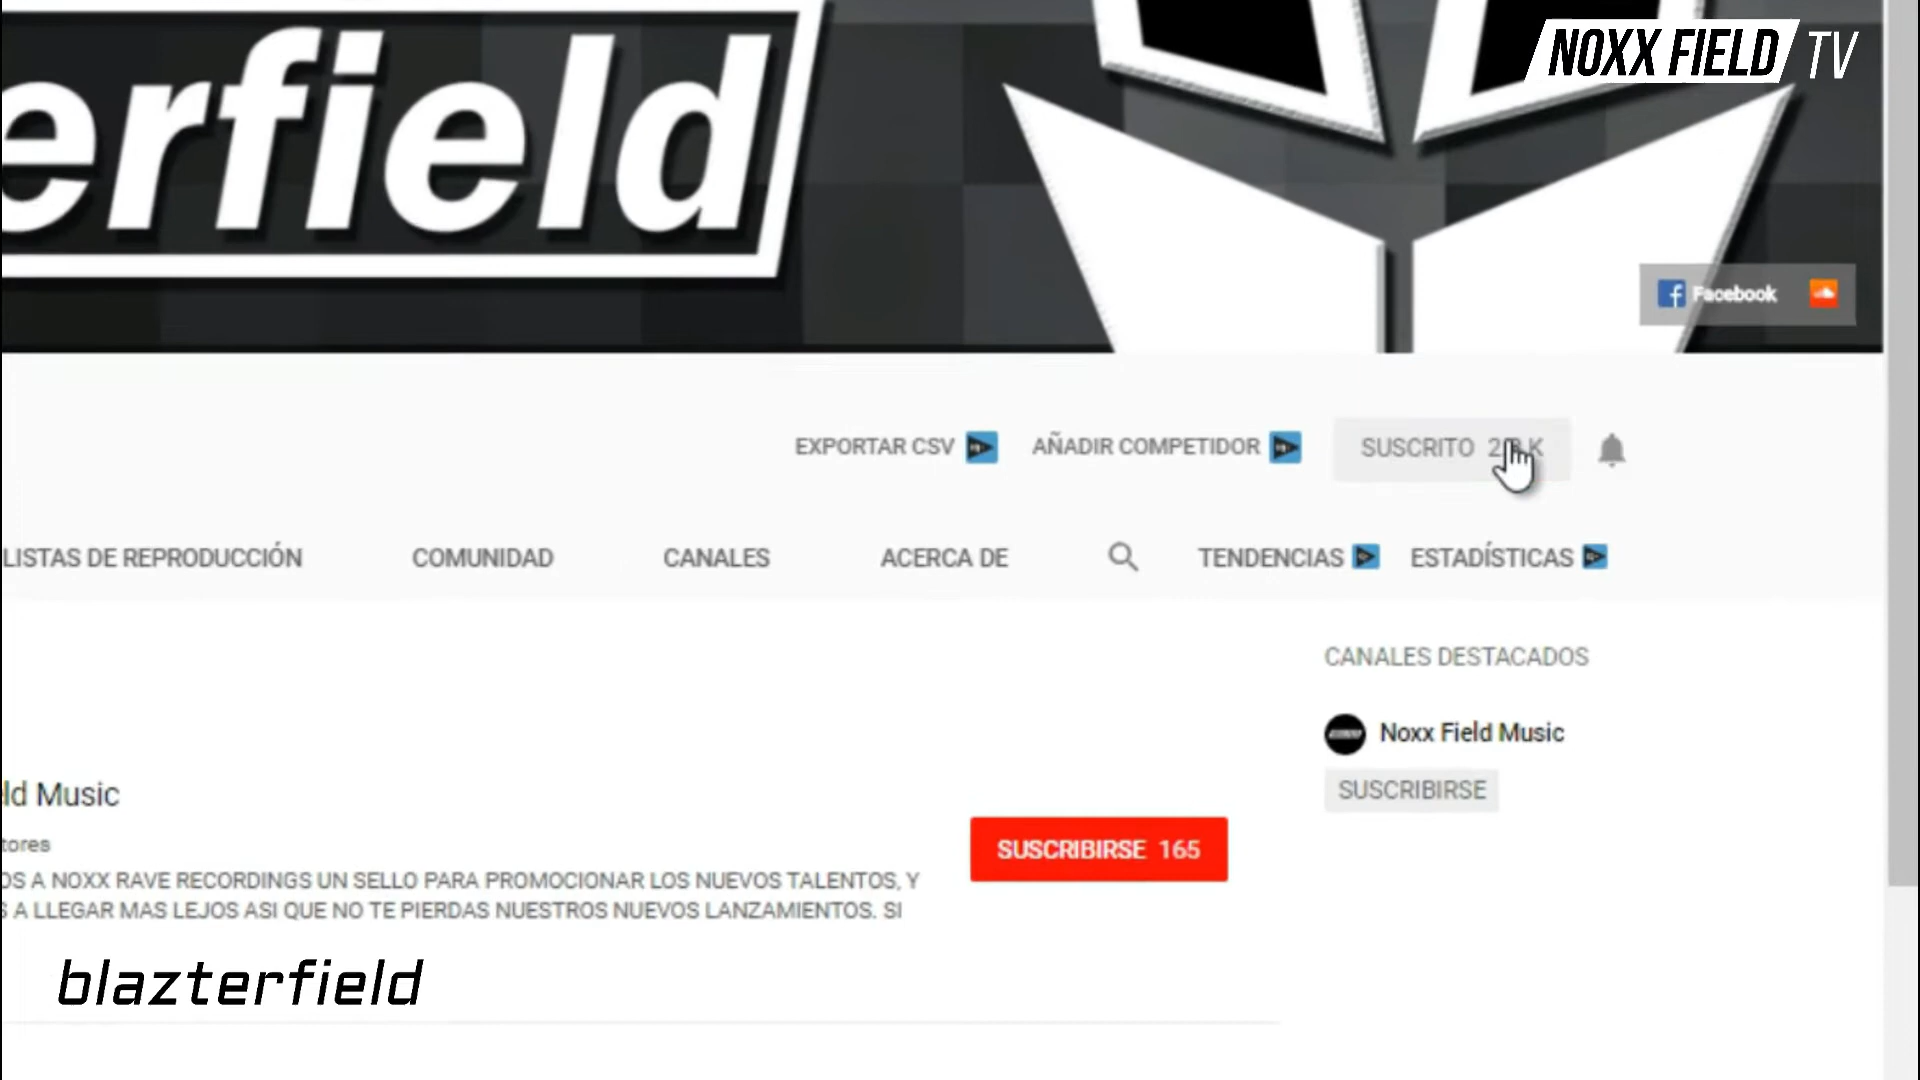 NOXX FIELD TV
erfield
Facebook
EXPORTAR CSV
AÑADIR COMPETIDOR
SUSCRITO
LISTAS DE REPRODUCCIÓN
COMUNIDAD
CANALES
ACERCA DE
TENDENCIAS
ESTADÍSTICAS
CANALES DESTACADOS
Noxx Field Music
SUSCRIBIRSE
ld Music
tores
SUSCRIBIRSE 165
OS A NOXX RAVE RECORDINGS UN SELLO PARA PROMOCIONAR LOS NUEVOS TALENTOS, Y
S A LLEGAR MAS LEJOS ASI QUE NO TE PIERDAS NUESTROS NUEVOS LANZAMIENTOS. SI
blazterfield